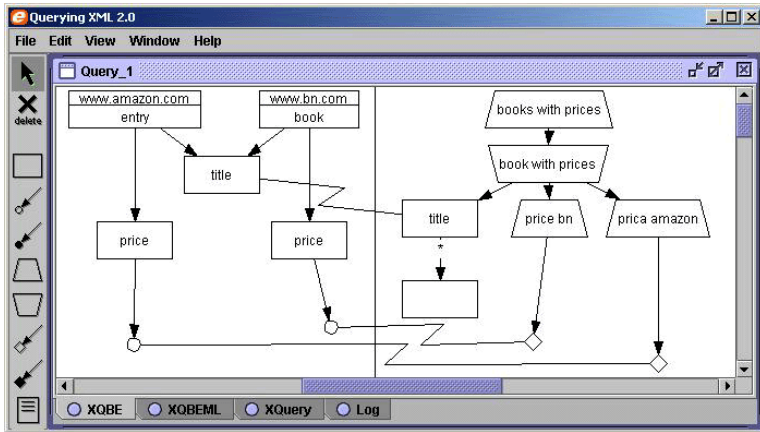 Querying XML 2.0
File Edit View Window Help
Query_1
delete
www.amazon.com
entry
www.bn.com
book
title
price
price
books with prices
book with prices
title
price bn
prica amazon
*
XQBE XQBEML XQuery Log